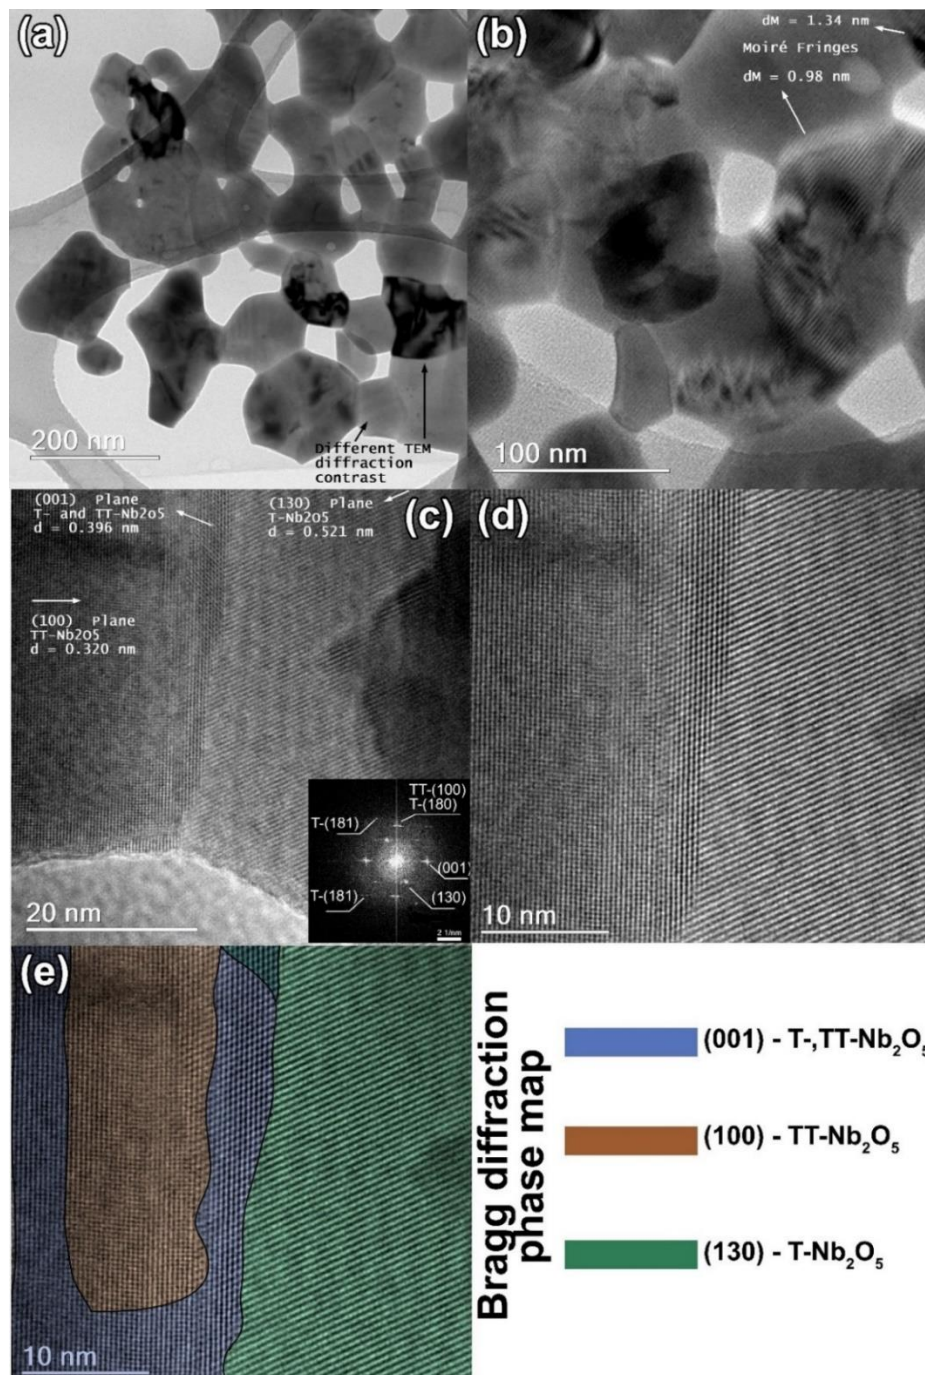 (a)
200 nm
Different TEM
diffraction
contrast
(b)
dM = 1.34 nm
Moiré Fringes
dM = 0.98 nm
100 nm
(c)
(001) Plane
T- and TT-Nb2o5
d = 0.396 nm
(130) Plane
T-Nb2O5
d = 0.521 nm
(100) Plane
TT-Nb2O5
d = 0.320 nm
20 nm
TT-(100)
T-(180)
T-(181)
(001)
T-(181)
(130)
2 1/nm
(d)
10 nm
(e)
10 nm
Bragg diffraction
phase map
(001) - T-,TT-Nb₂O₅
(100) - TT-Nb₂O₅
(130) - T-Nb₂O₅